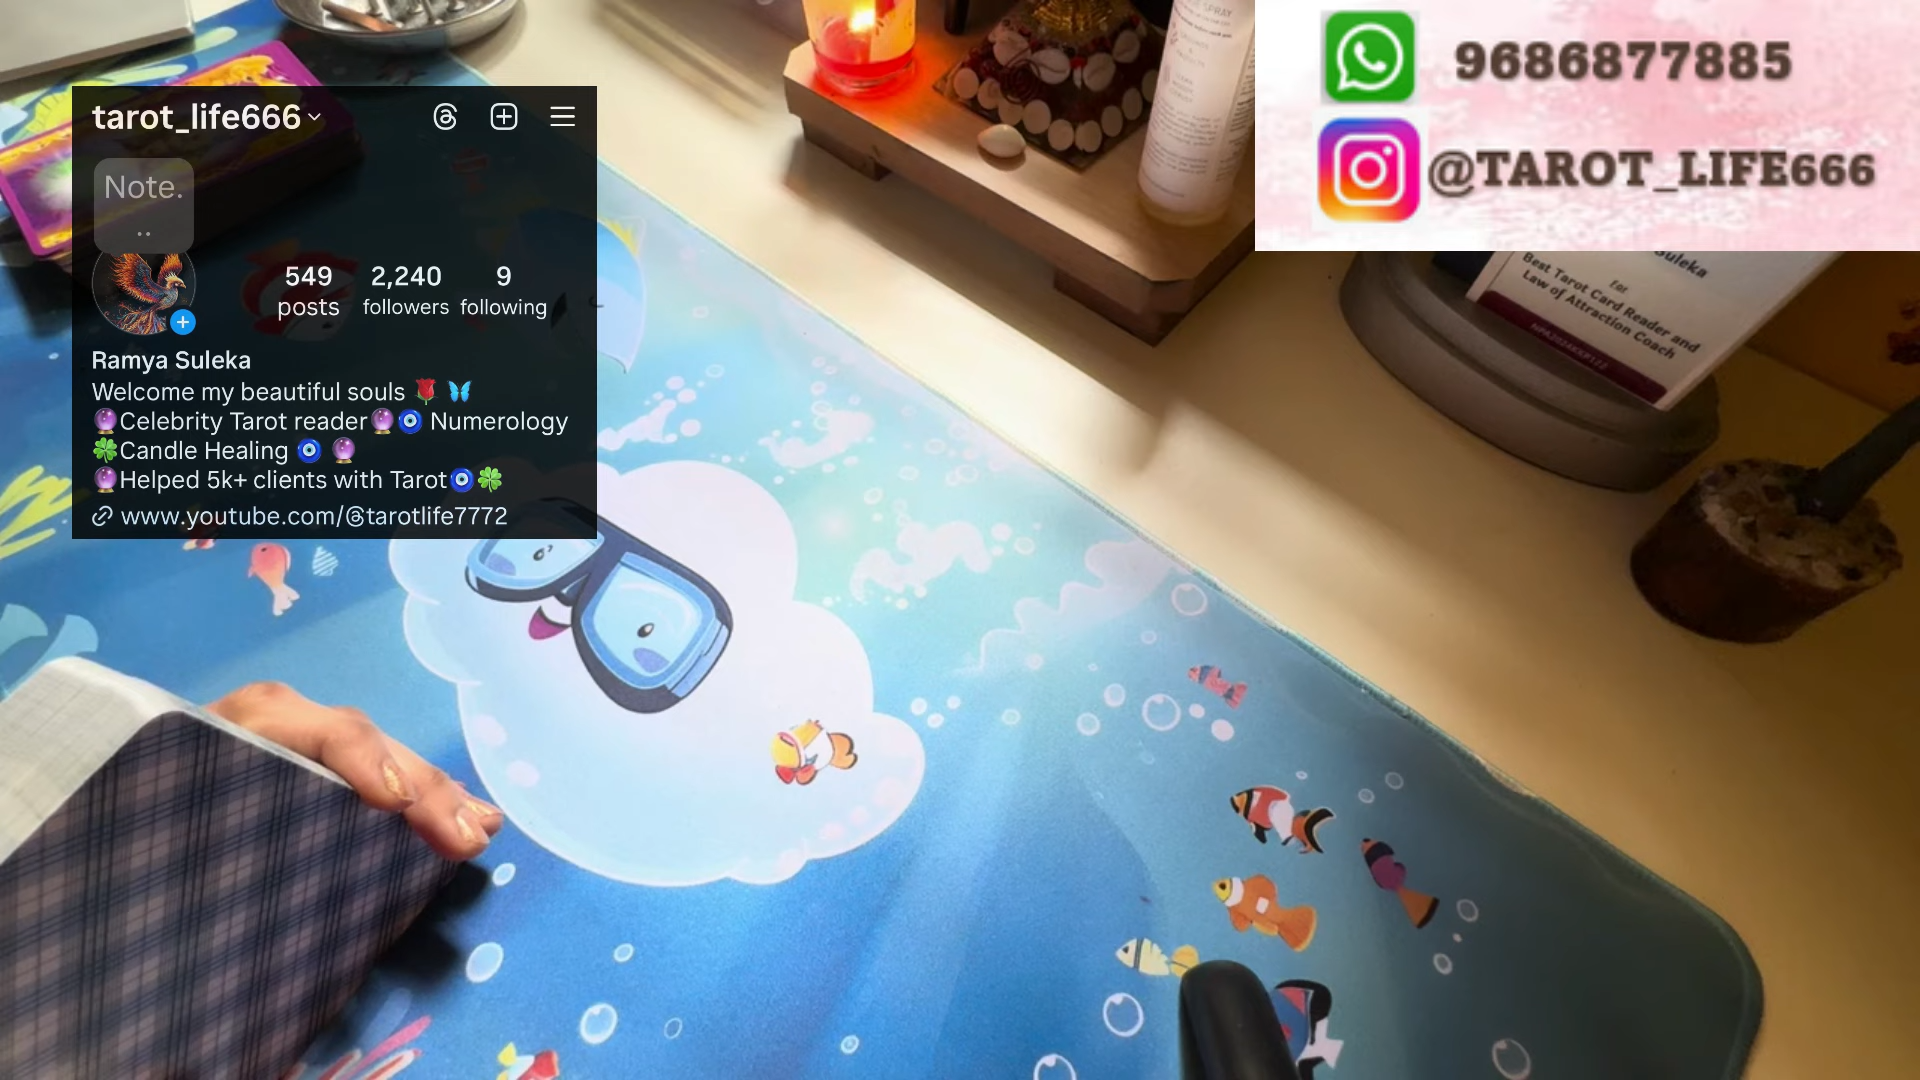 tarot_life666
Note.
..
549 2,240 9
posts followers following
Ramya Suleka
Welcome my beautiful souls 🌹 🦋
🔮Celebrity Tarot reader🔮🧿 Numerology
🍀Candle Healing 🧿 🔮
🔮Helped 5k+ clients with Tarot🧿🍀
www.youtube.com/@tarotlife7772
9686877885
@TAROT_LIFE666
SPRAY
Suleka
for
Best Tarot Card Reader and
Law of Attraction Coach